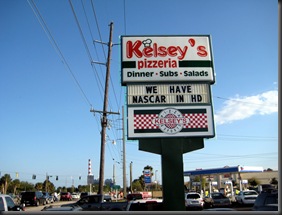 Kelsey's
pizzeria
Dinner · Subs · Salads
WE HAVE
NASCAR IN HD
KELSEY'S